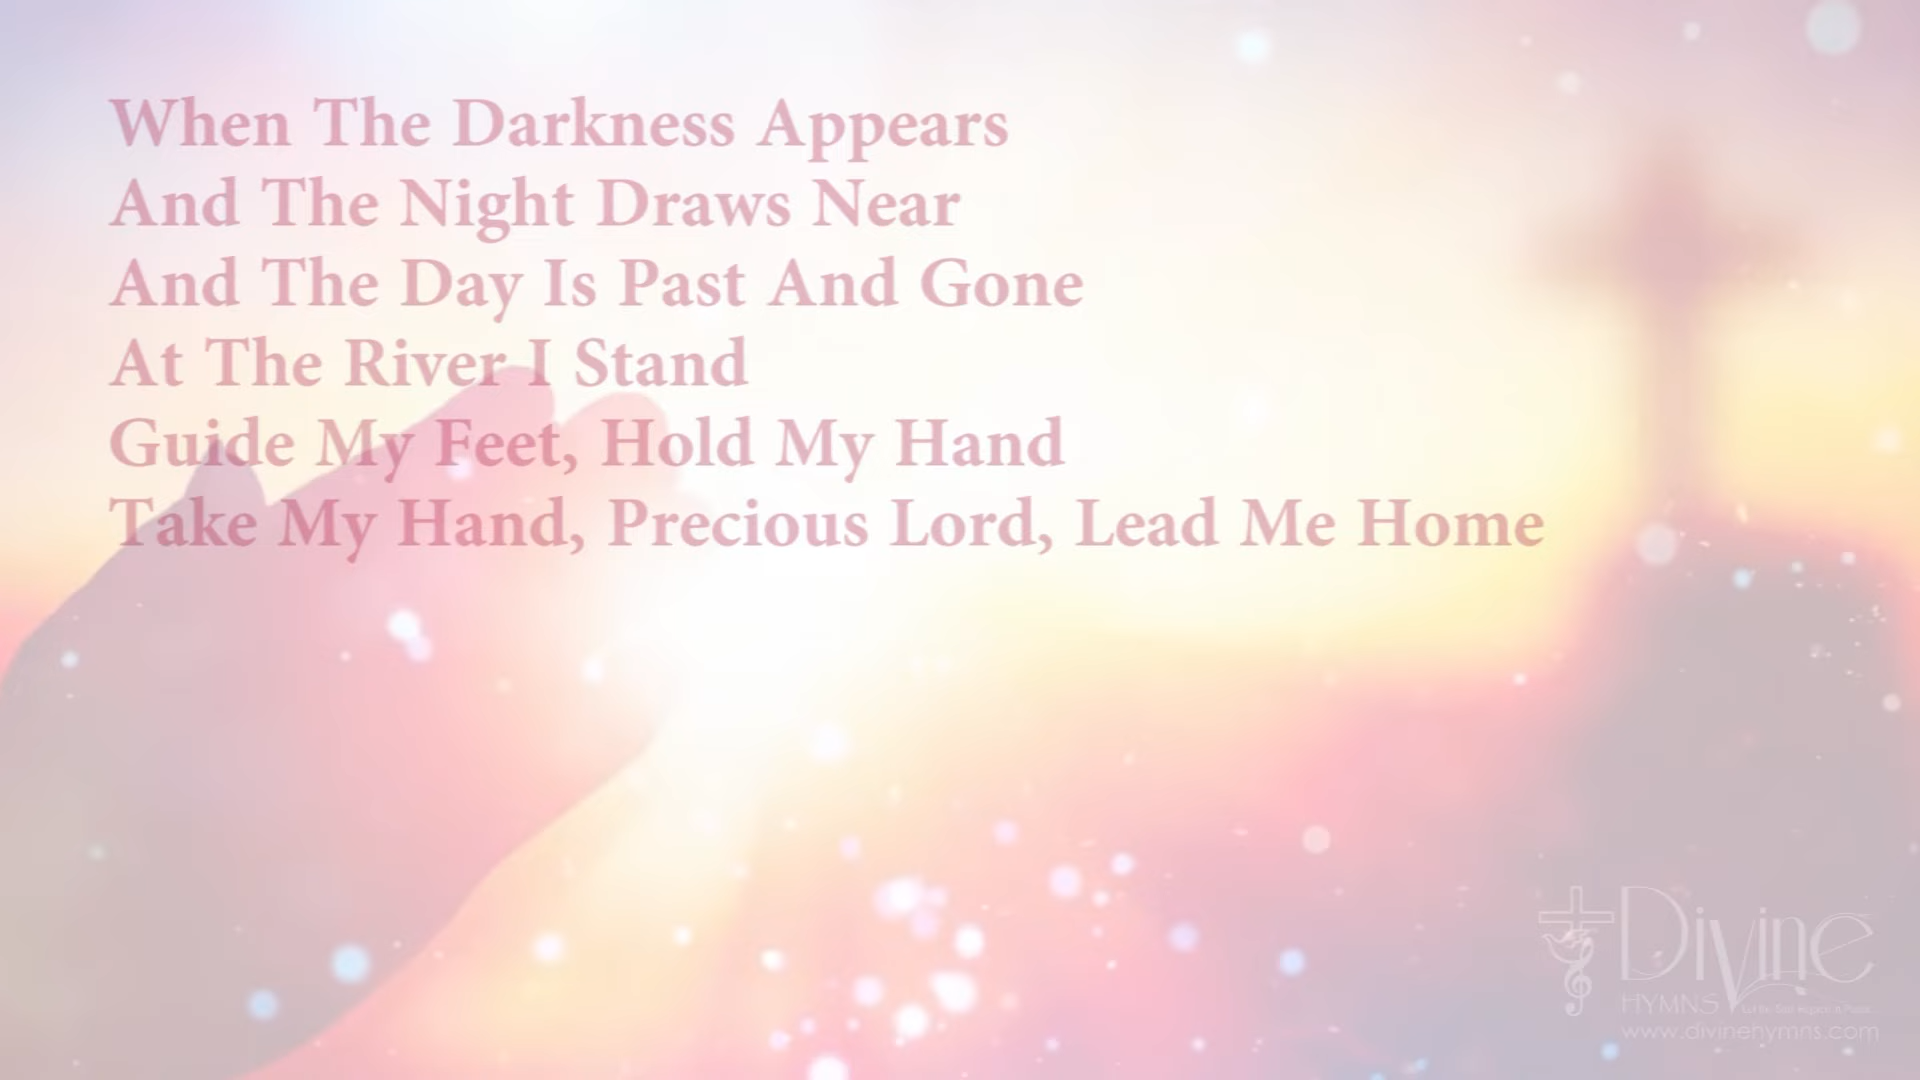 When The Darkness Appears
And The Night Draws Near
And The Day Is Past And Gone
At The River I Stand
Guide My Feet, Hold My Hand
Take My Hand, Precious Lord, Lead Me Home
Divine
HYMNS
www.divinehymns.com